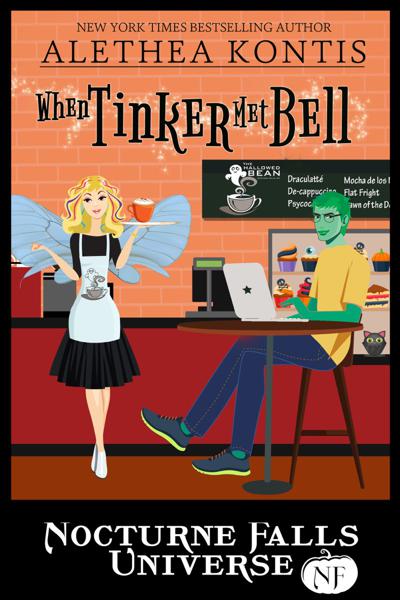 NEW YORK TIMES BESTSELLING AUTHOR
ALETHEA KONTIS
When Tinker Met Bell
THE
HALLOWED
BEAN
Draculatté
De-cappuccino
Psycoc
Mocha de los
Flat Fright
awn of the D
NOCTURNE FALLS
UNIVERSE
NF